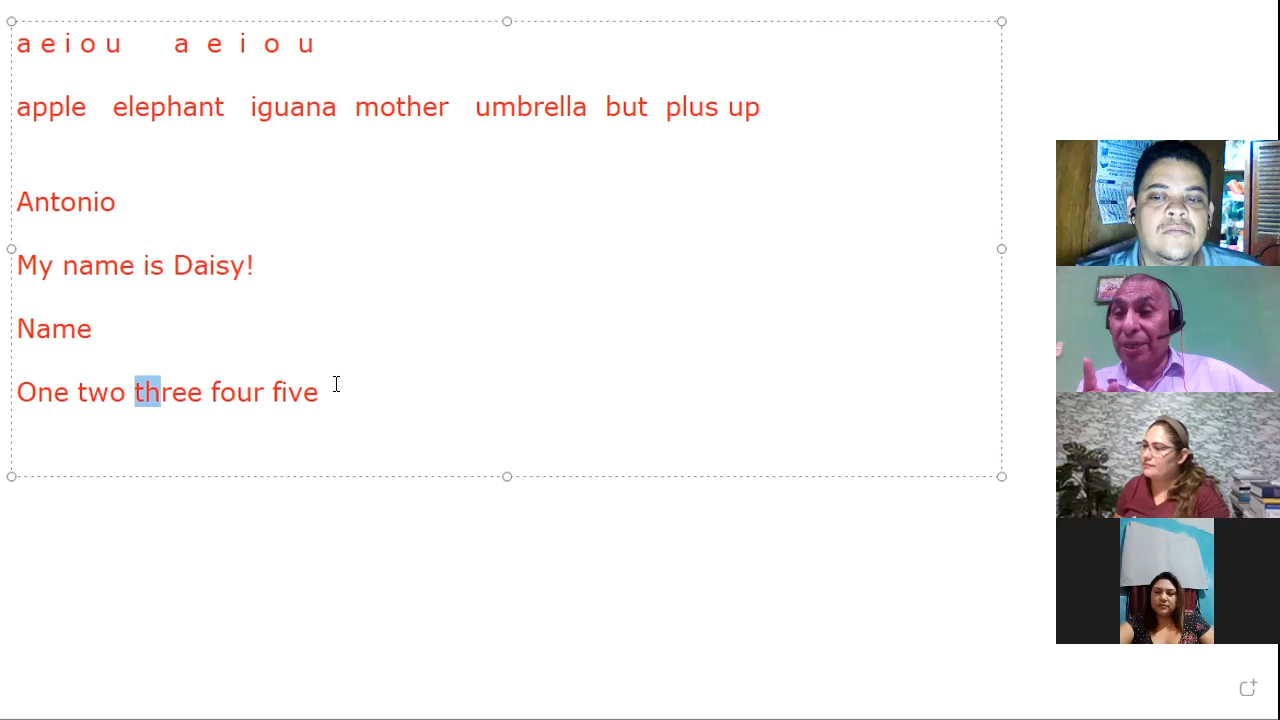 a e i o u a e i o u
apple elephant iguana mother umbrella but plus up
Antonio
My name is Daisy!
Name
One two three four five